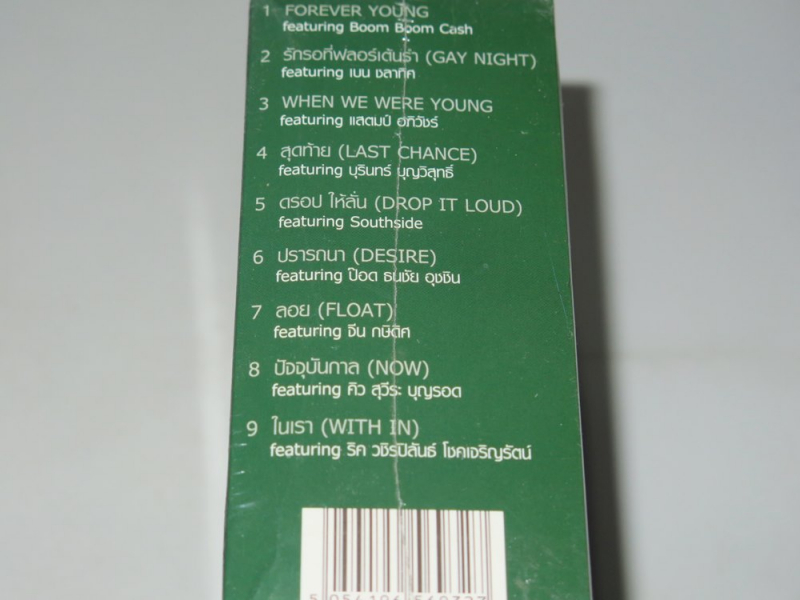 1 FOREVER YOUNG
featuring Boom Boom Cash
2 รักรอที่ฟลอร์เต้นรำ (GAY NIGHT)
featuring เบน ชลาทิศ
3 WHEN WE WERE YOUNG
featuring แสตมป์ อภิวัชร์
4 สุดท้าย (LAST CHANCE)
featuring บุรินทร์ บุญวิสุทธิ์
5 ดรอป ให้ลั่น (DROP IT LOUD)
featuring Southside
6 ปรารถนา (DESIRE)
featuring ป๊อด ธนชัย อุชชิน
7 ลอย (FLOAT)
featuring จีน กษิดิศ
8 ปัจจุบันกาล (NOW)
featuring คิว สุวีระ บุญรอด
9 ในเรา (WITH IN)
featuring ริค วชิรปิลันธ์ โชคเจริญรัตน์
5 054196 569327